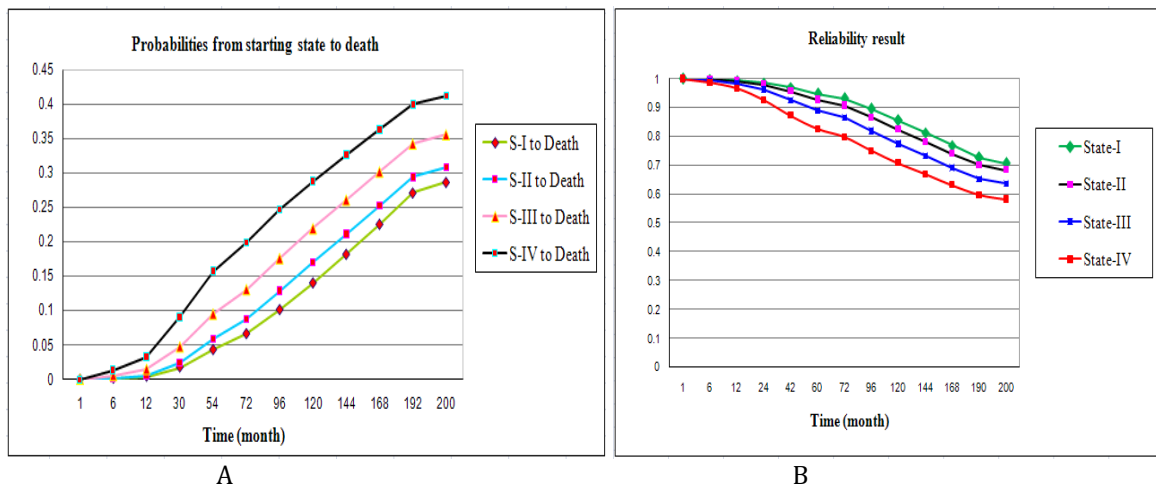 Probabilities from starting state to death
0.45
0.4
0.35
0.3
0.25
0.2
0.15
0.1
0.05
0
1 6 12 30 54 72 96 120 144 168 192 200
Time (month)
S-I to Death
S-II to Death
S-III to Death
S-IV to Death
A
Reliability result
1
0.9
0.8
0.7
0.6
0.5
0.4
0.3
0.2
0.1
0
1 6 12 24 42 60 72 96 120 144 168 190 200
Time (month)
State-I
State-II
State-III
State-IV
B